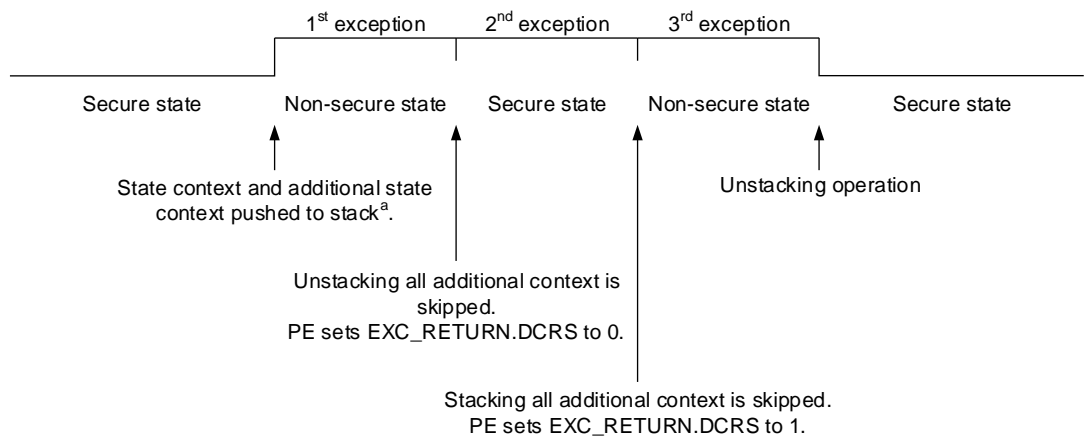 1st exception 2nd exception 3rd exception
Secure state Non-secure state Secure state Non-secure state Secure state
State context and additional state
context pushed to stackª.
Unstacking operation
Unstacking all additional context is
skipped.
PE sets EXC_RETURN.DCRS to 0.
Stacking all additional context is skipped.
PE sets EXC_RETURN.DCRS to 1.